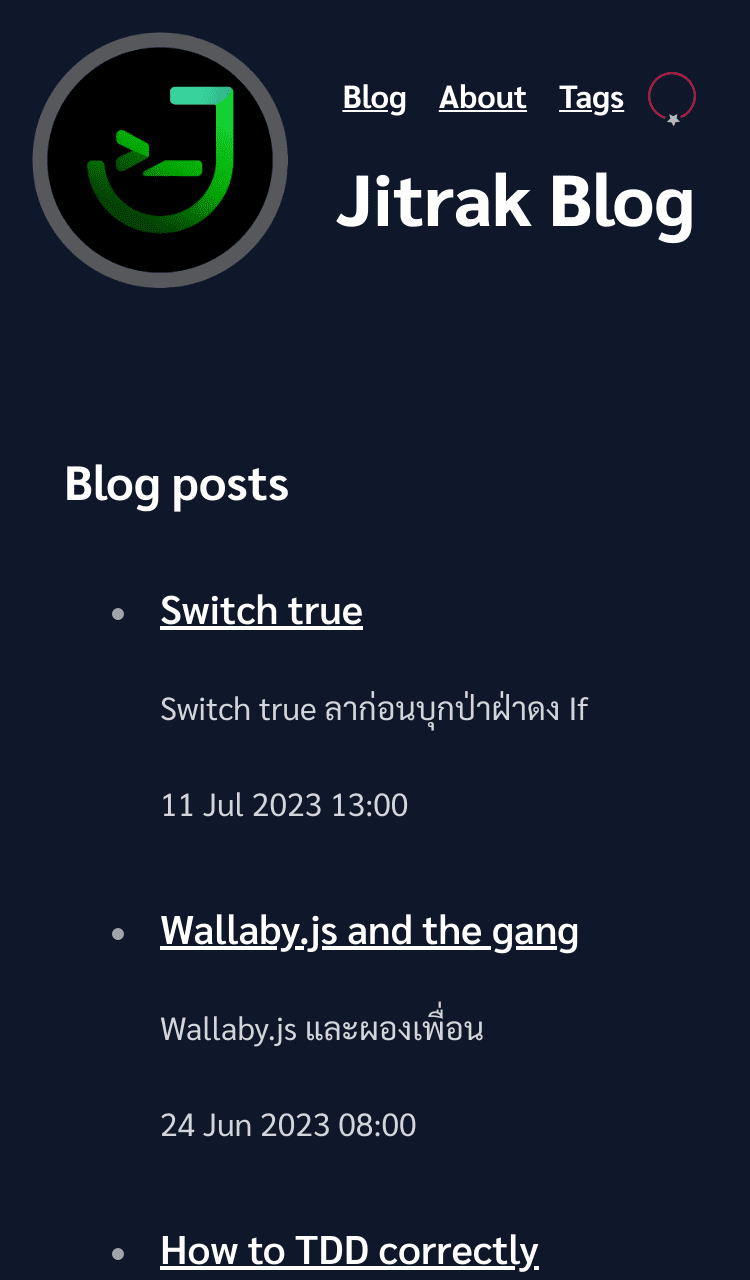 Blog About Tags
Jitrak Blog
Blog posts
Switch true
Switch true ลาก่อนบุกป่าฝ่าดง If
11 Jul 2023 13:00
Wallaby.js and the gang
Wallaby.js และผองเพื่อน
24 Jun 2023 08:00
How to TDD correctly